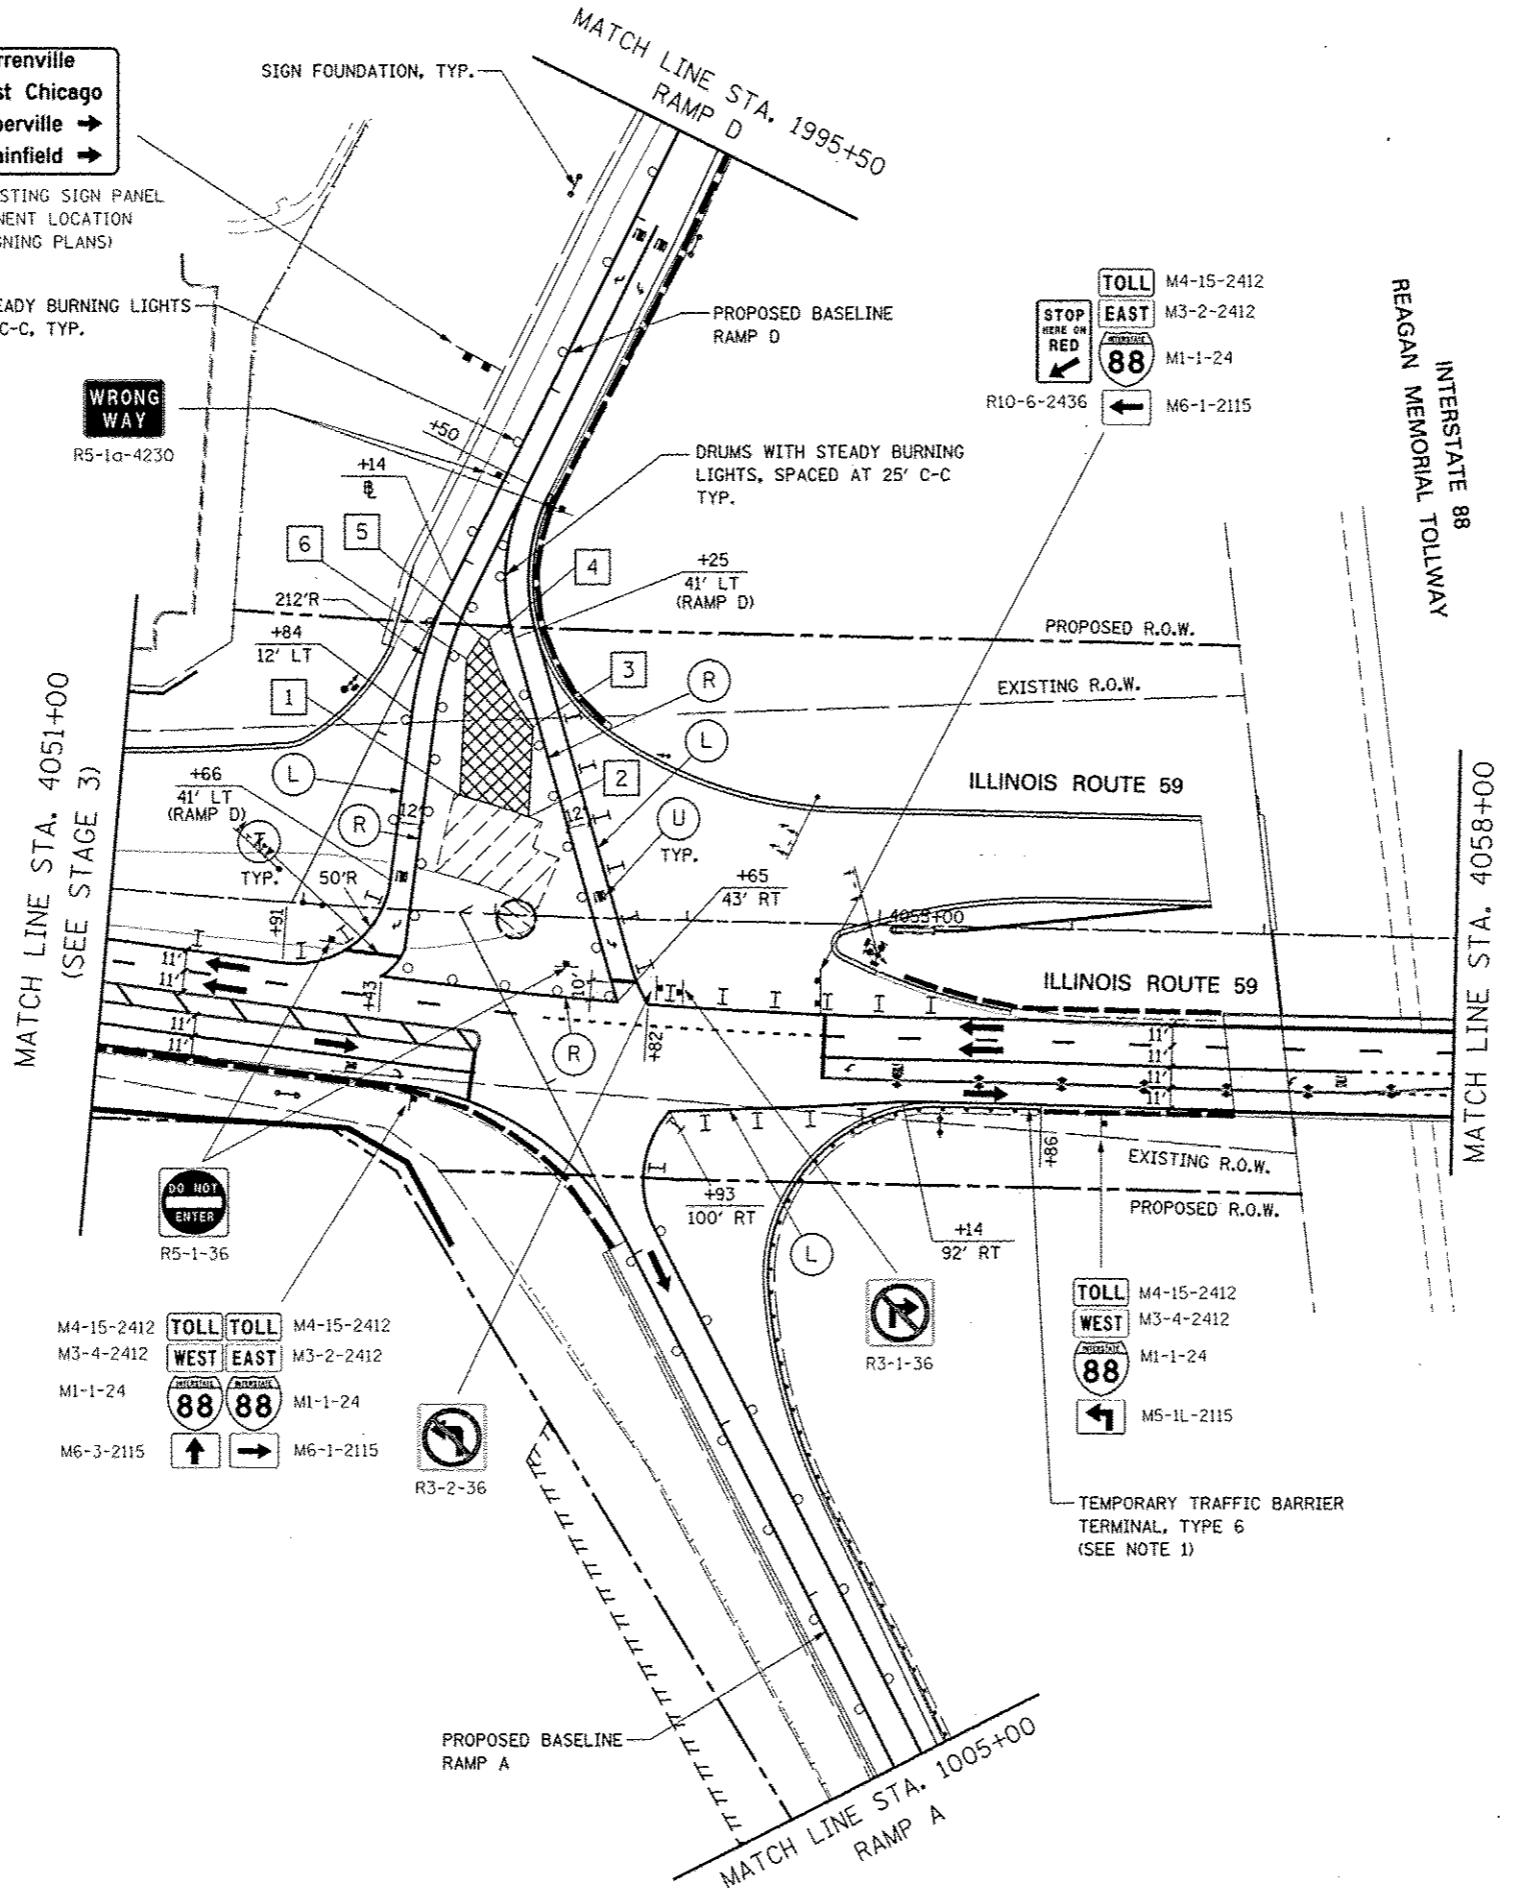 MATCH LINE STA. 1995+50
RAMP D
rrenville
st Chicago
perville →
ainfield →
STING SIGN PANEL
NENT LOCATION
GNING PLANS)
SIGN FOUNDATION, TYP.
EADY BURNING LIGHTS
C-C, TYP.
WRONG
WAY
R5-1a-4230
PROPOSED BASELINE
RAMP D
STOP
HERE ON
RED
R10-6-2436
TOLL M4-15-2412
EAST M3-2-2412
INTERSTATE
88 M1-1-24
M6-1-2115
INTERSTATE 88
REAGAN MEMORIAL TOLLWAY
+50
+14
DRUMS WITH STEADY BURNING
LIGHTS, SPACED AT 25' C-C
TYP.
6
5
4
+25
41' LT
(RAMP D)
212'R
+84
12' LT
PROPOSED R.O.W.
EXISTING R.O.W.
1
3
R
L
MATCH LINE STA. 4051+00
(SEE STAGE 3)
L
+66
41' LT
(RAMP D)
12'
R
2
12'
U
TYP.
ILLINOIS ROUTE 59
T
TYP.
50'R
+65
43' RT
4055+00
MATCH LINE STA. 4058+00
+91
11'
11'
11'
11'
+43
10'
R
+82
ILLINOIS ROUTE 59
11'
11'
11'
11'
+86
EXISTING R.O.W.
PROPOSED R.O.W.
+93
100' RT
L
+14
92' RT
DO NOT
ENTER
R5-1-36
M4-15-2412 TOLL TOLL M4-15-2412
M3-4-2412 WEST EAST M3-2-2412
INTERSTATE INTERSTATE
M1-1-24 88 88 M1-1-24
M6-3-2115 M6-1-2115
R3-2-36
R3-1-36
TOLL M4-15-2412
WEST M3-4-2412
INTERSTATE
88 M1-1-24
M5-1L-2115
TEMPORARY TRAFFIC BARRIER
TERMINAL, TYPE 6
(SEE NOTE 1)
PROPOSED BASELINE
RAMP A
MATCH LINE STA. 1005+00
RAMP A